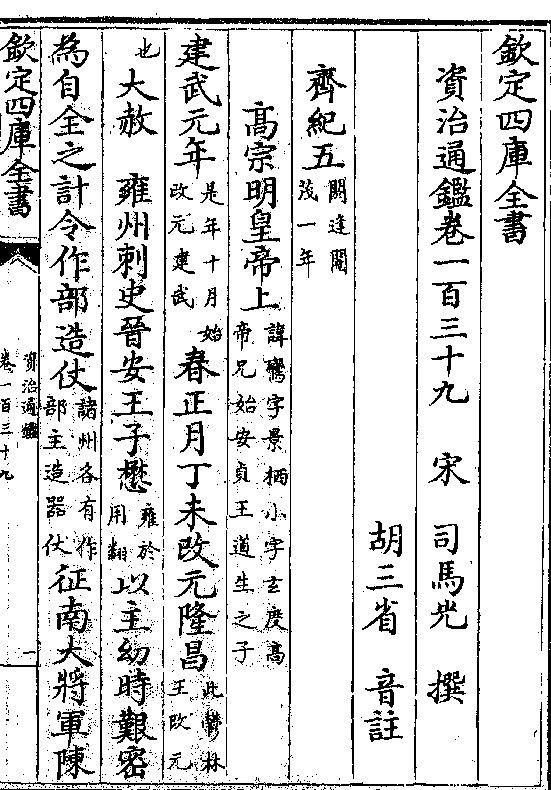 欽定四庫全書
資治通鑑卷一百三十九 宋 司馬光 撰
胡三省 音註
齊紀五 閼逢閹茂一年
高宗明皇帝上 諱鸞字景栖小字玄度高帝兄始安貞王道生之子
建武元年 是年十月始改元建武 春正月丁未改元隆昌 此鬱林王改元
也 大赦 雍州刺史晉安王子懋 雍於用翻 以主幼時艱密
為自全之計令作部造仗 諸州各有作部主造器仗 征南大將軍陳
欽定四庫全書 資治通鑑 卷一百三十九 一